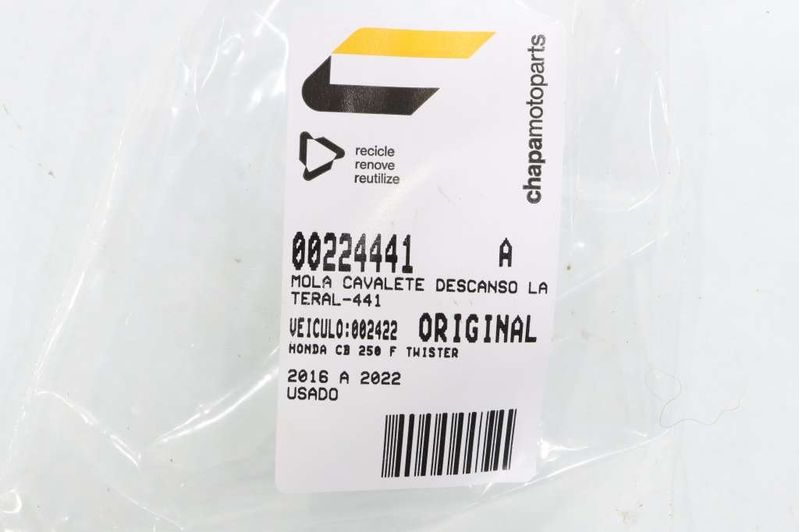 chapamotoparts
recicle
renove
reutilize
00224441 A
MOLA CAVALETE DESCANSO LA
TERAL-441
VEICULO:002422 ORIGINAL
HONDA CB 250 F TWISTER
2016 A 2022
USADO